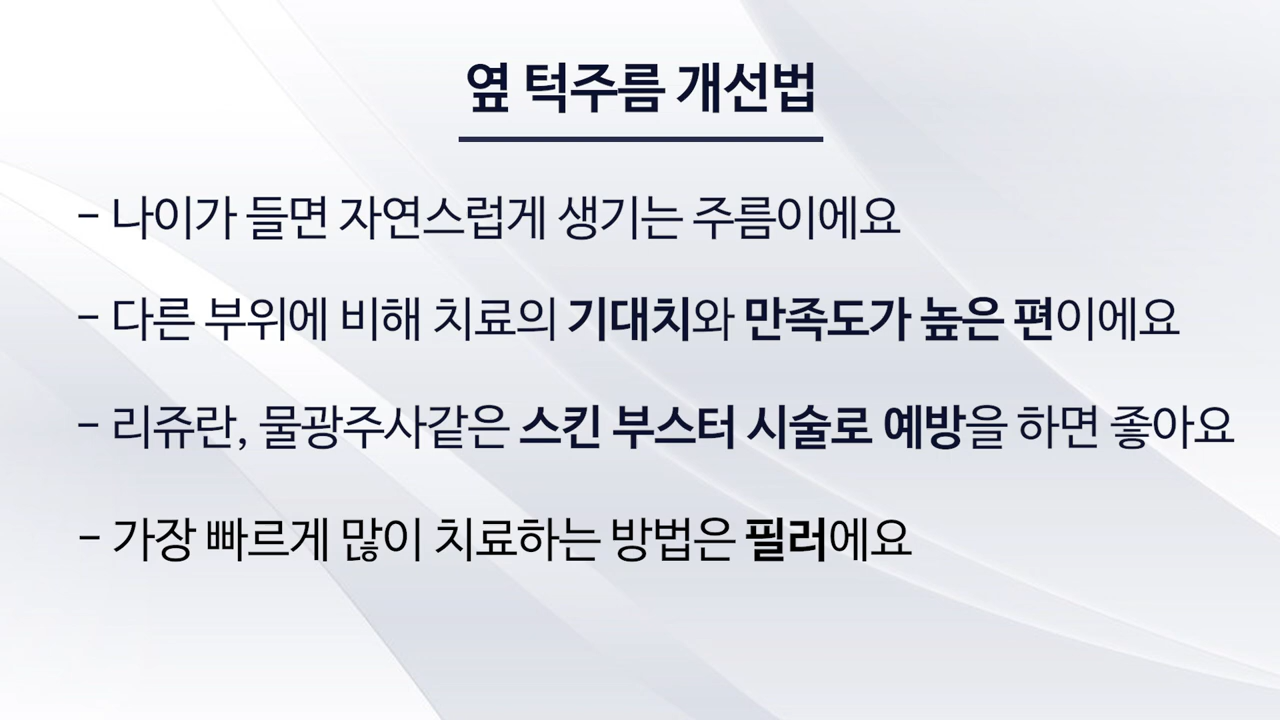 옆 턱주름 개선법
– 나이가 들면 자연스럽게 생기는 주름이에요
– 다른 부위에 비해 치료의 기대치와 만족도가 높은 편이에요
– 리쥬란, 물광주사같은 스킨 부스터 시술로 예방을 하면 좋아요
– 가장 빠르게 많이 치료하는 방법은 필러에요